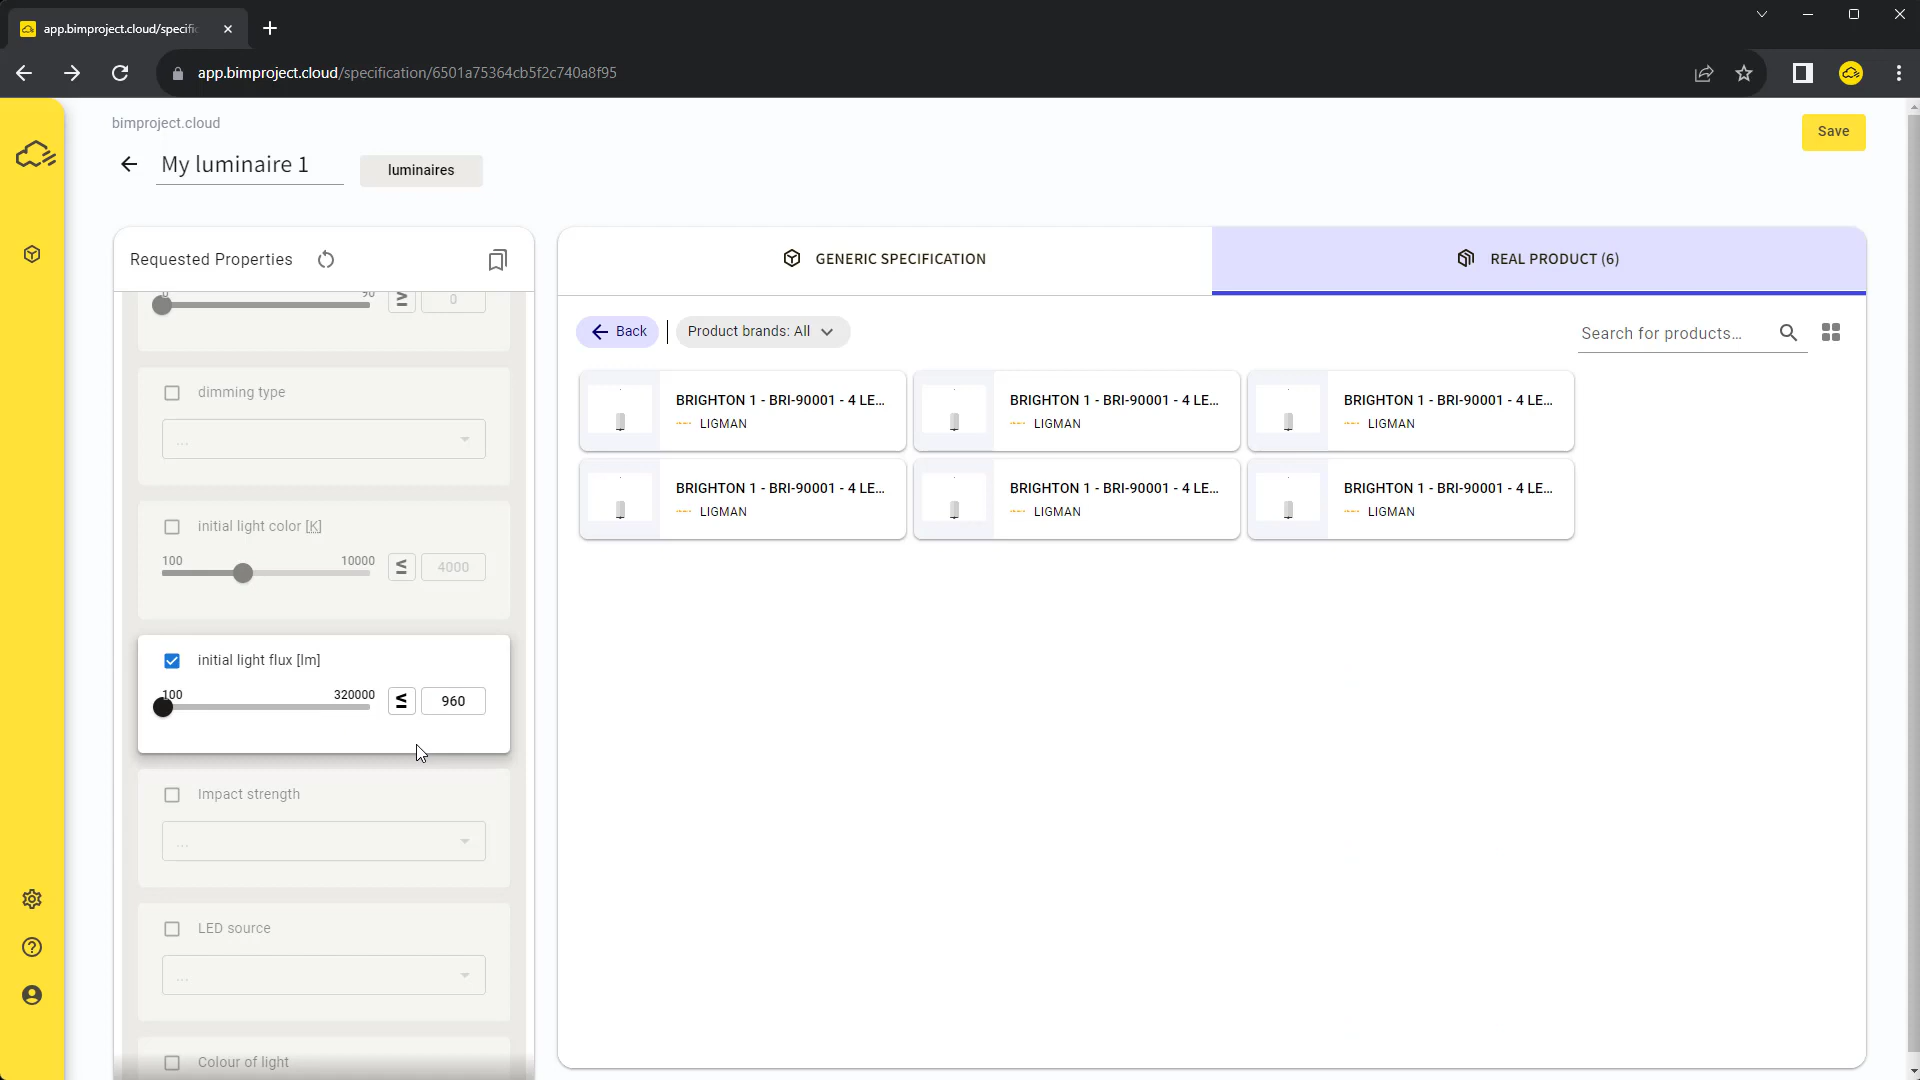 app.bimproject.cloud/specific
app.bimproject.cloud/specification/6501a75364cb5f2c740a8f95
bimproject.cloud
Save
My luminaire 1
luminaires
Requested Properties
GENERIC SPECIFICATION
REAL PRODUCT (6)
0 90 ≥ 0
Back
Product brands: All
Search for products...
dimming type
...
BRIGHTON 1 - BRI-90001 - 4 LE...
LIGMAN
BRIGHTON 1 - BRI-90001 - 4 LE...
LIGMAN
BRIGHTON 1 - BRI-90001 - 4 LE...
LIGMAN
BRIGHTON 1 - BRI-90001 - 4 LE...
LIGMAN
BRIGHTON 1 - BRI-90001 - 4 LE...
LIGMAN
BRIGHTON 1 - BRI-90001 - 4 LE...
LIGMAN
initial light color [K]
100 10000 ≤ 4000
initial light flux [lm]
100 320000 ≤ 960
Impact strength
...
LED source
...
Colour of light